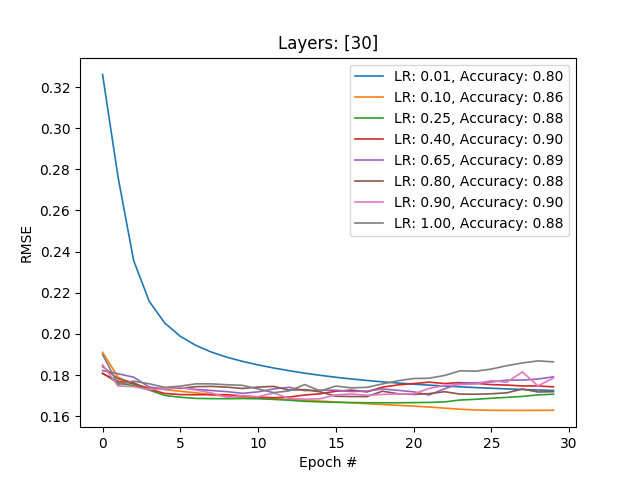 Layers: [30]
LR: 0.01, Accuracy: 0.80
LR: 0.10, Accuracy: 0.86
LR: 0.25, Accuracy: 0.88
LR: 0.40, Accuracy: 0.90
LR: 0.65, Accuracy: 0.89
LR: 0.80, Accuracy: 0.88
LR: 0.90, Accuracy: 0.90
LR: 1.00, Accuracy: 0.88
RMSE
0.32
0.30
0.28
0.26
0.24
0.22
0.20
0.18
0.16
0 5 10 15 20 25 30
Epoch #